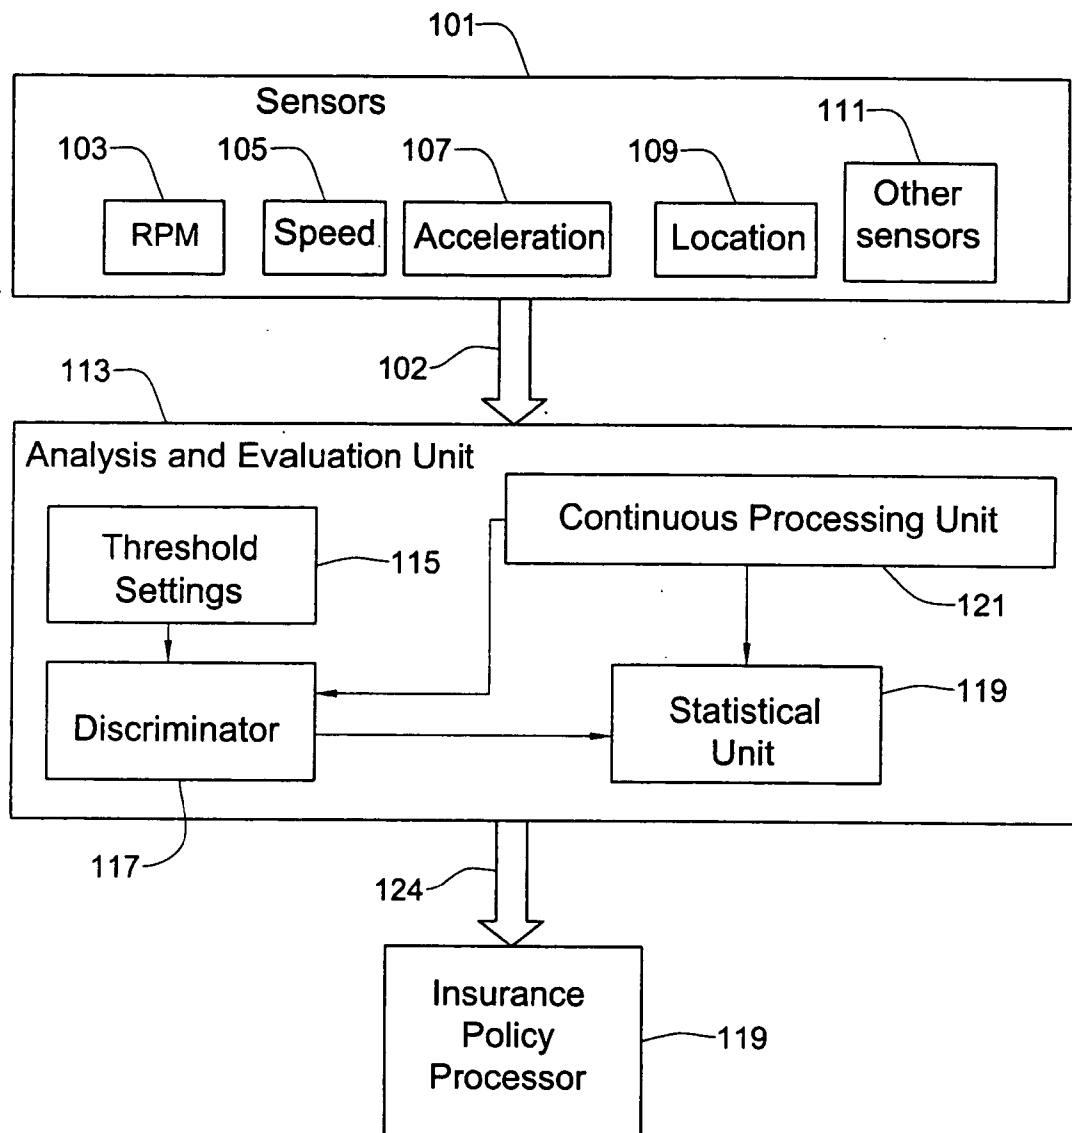 101
Sensors
103
105
107
109
111
RPM
Speed
Acceleration
Location
Other
sensors
102
113
Analysis and Evaluation Unit
Continuous Processing Unit
Threshold
Settings
115
121
Discriminator
Statistical
Unit
119
117
124
Insurance
Policy
Processor
119